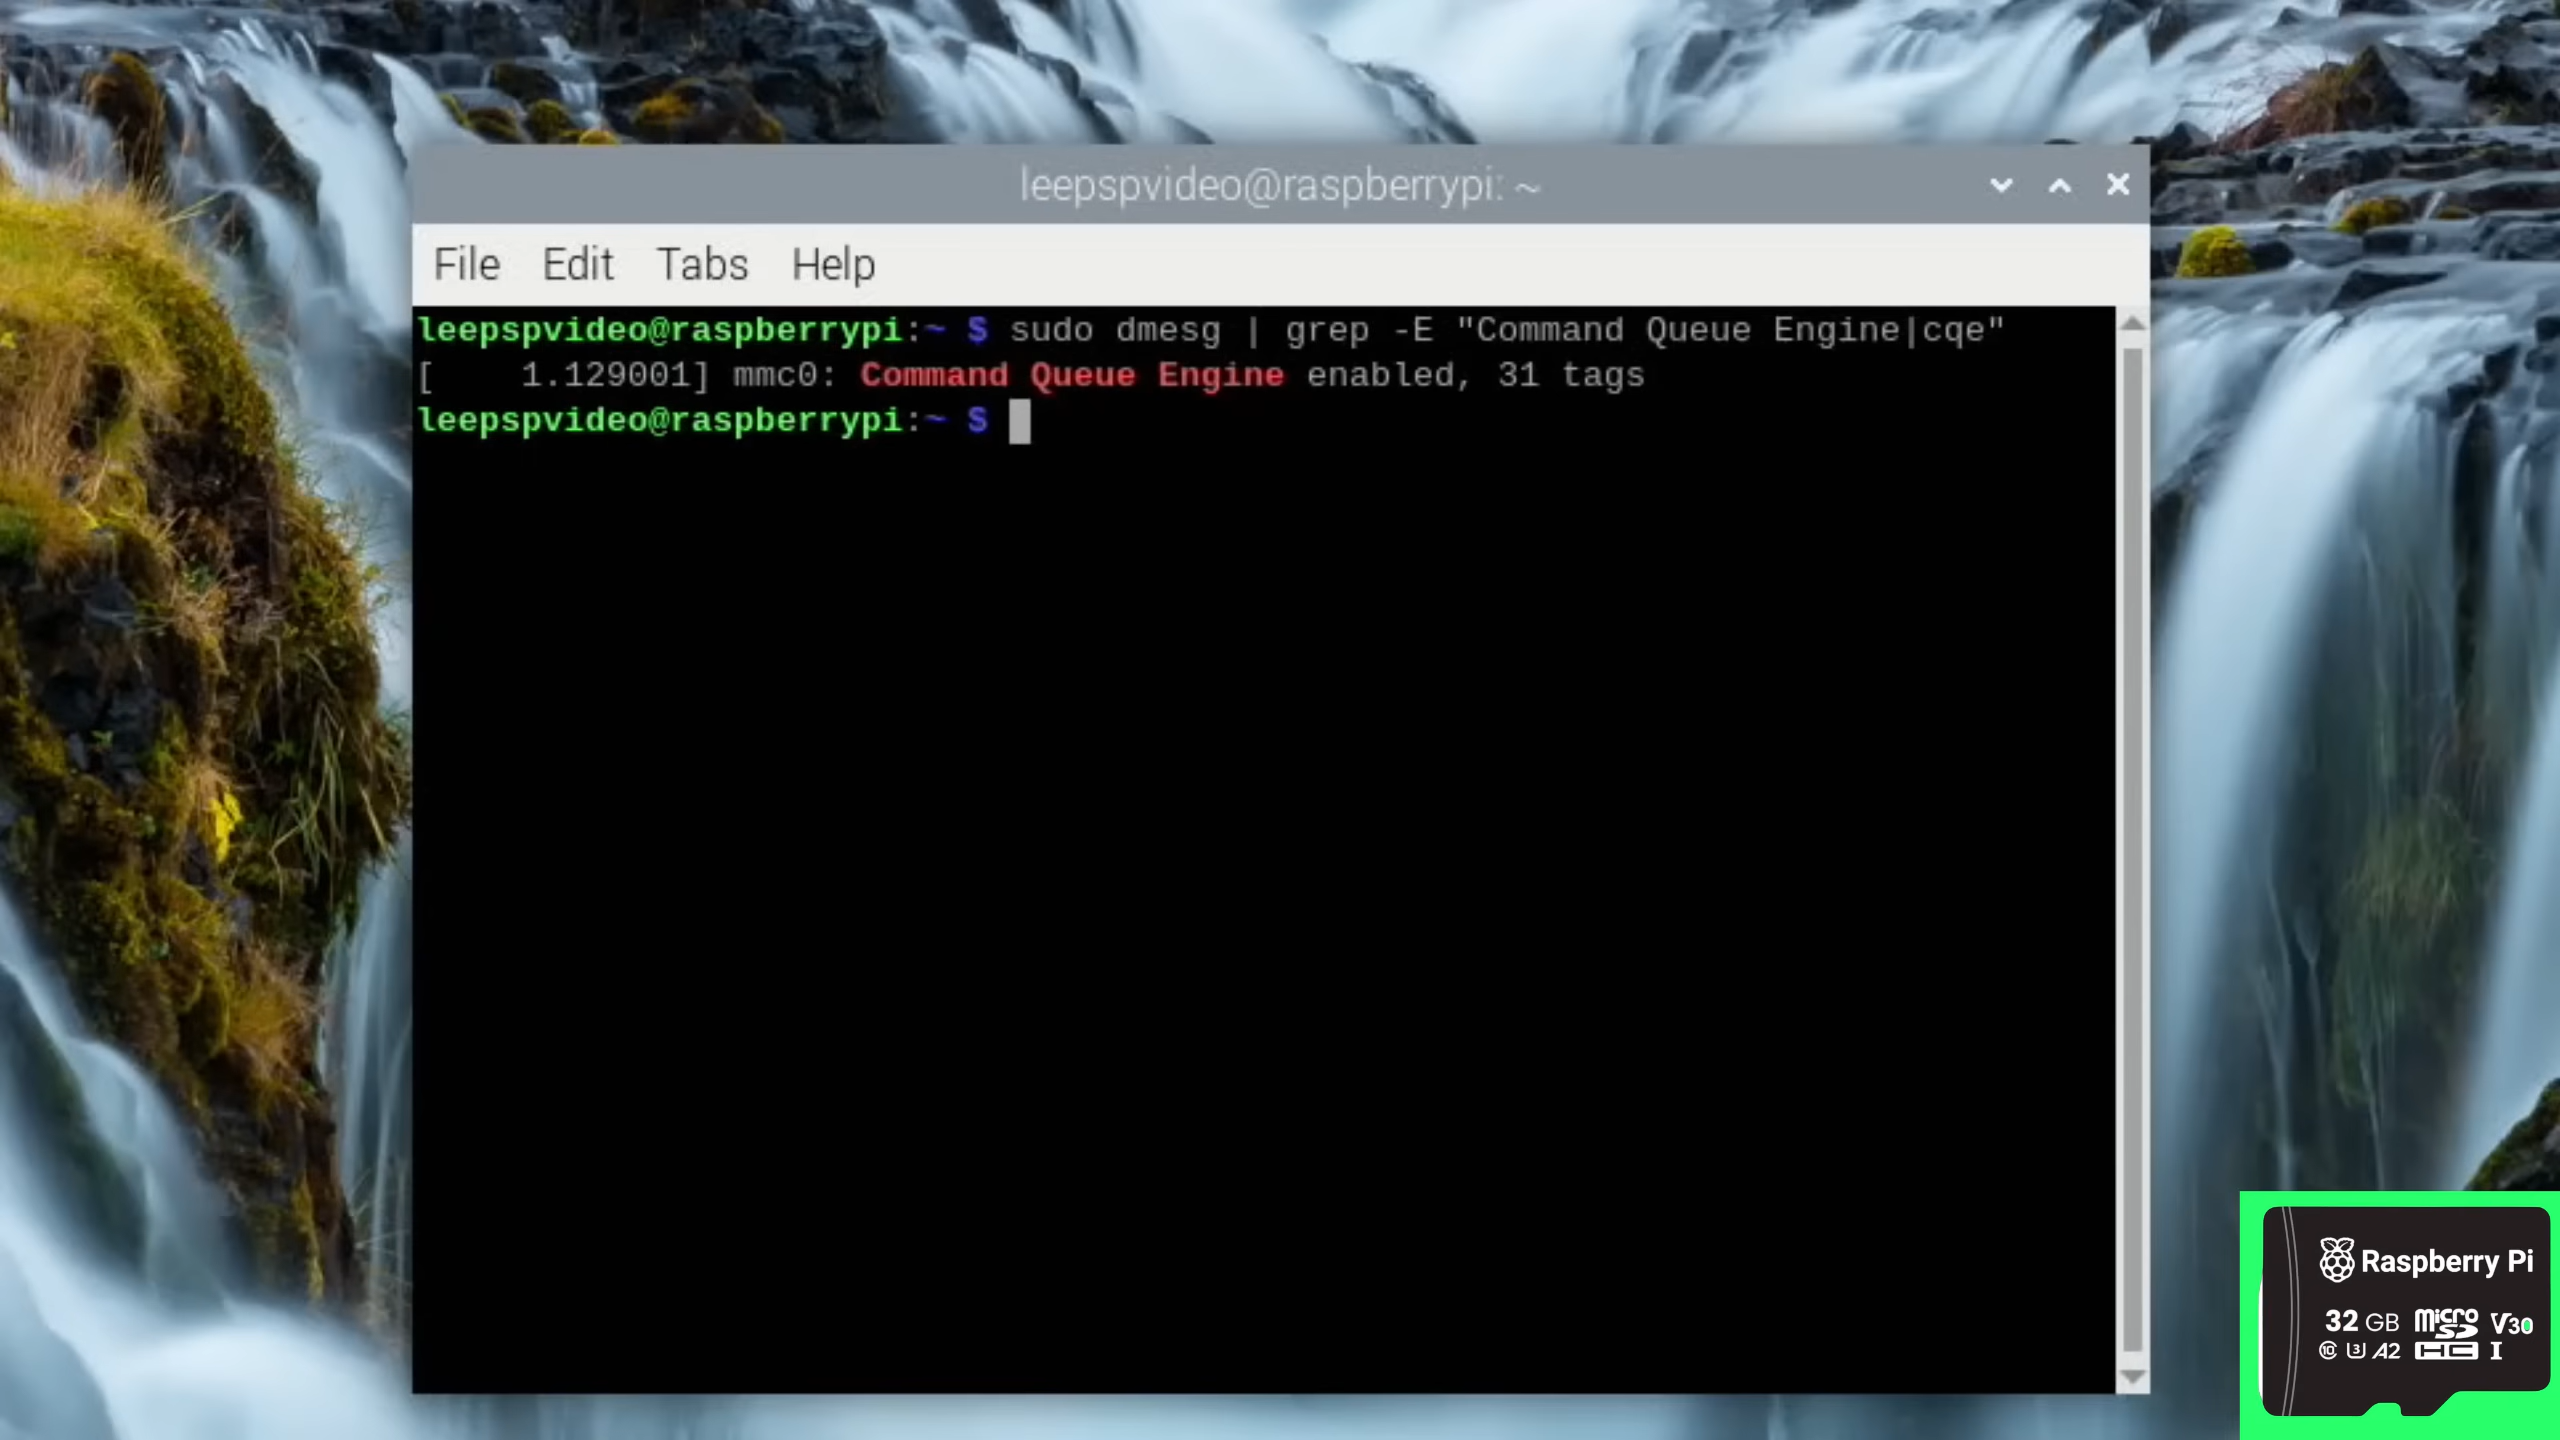 leepspvideo@raspberrypi: ~
File Edit Tabs Help
leepspvideo@raspberrypi:~ $ sudo dmesg | grep -E "Command Queue Engine|cqe"
[    1.129001] mmc0: Command Queue Engine enabled, 31 tags
leepspvideo@raspberrypi:~ $
Raspberry Pi
32 GB micro SD V30
10 U3 A2 HC I